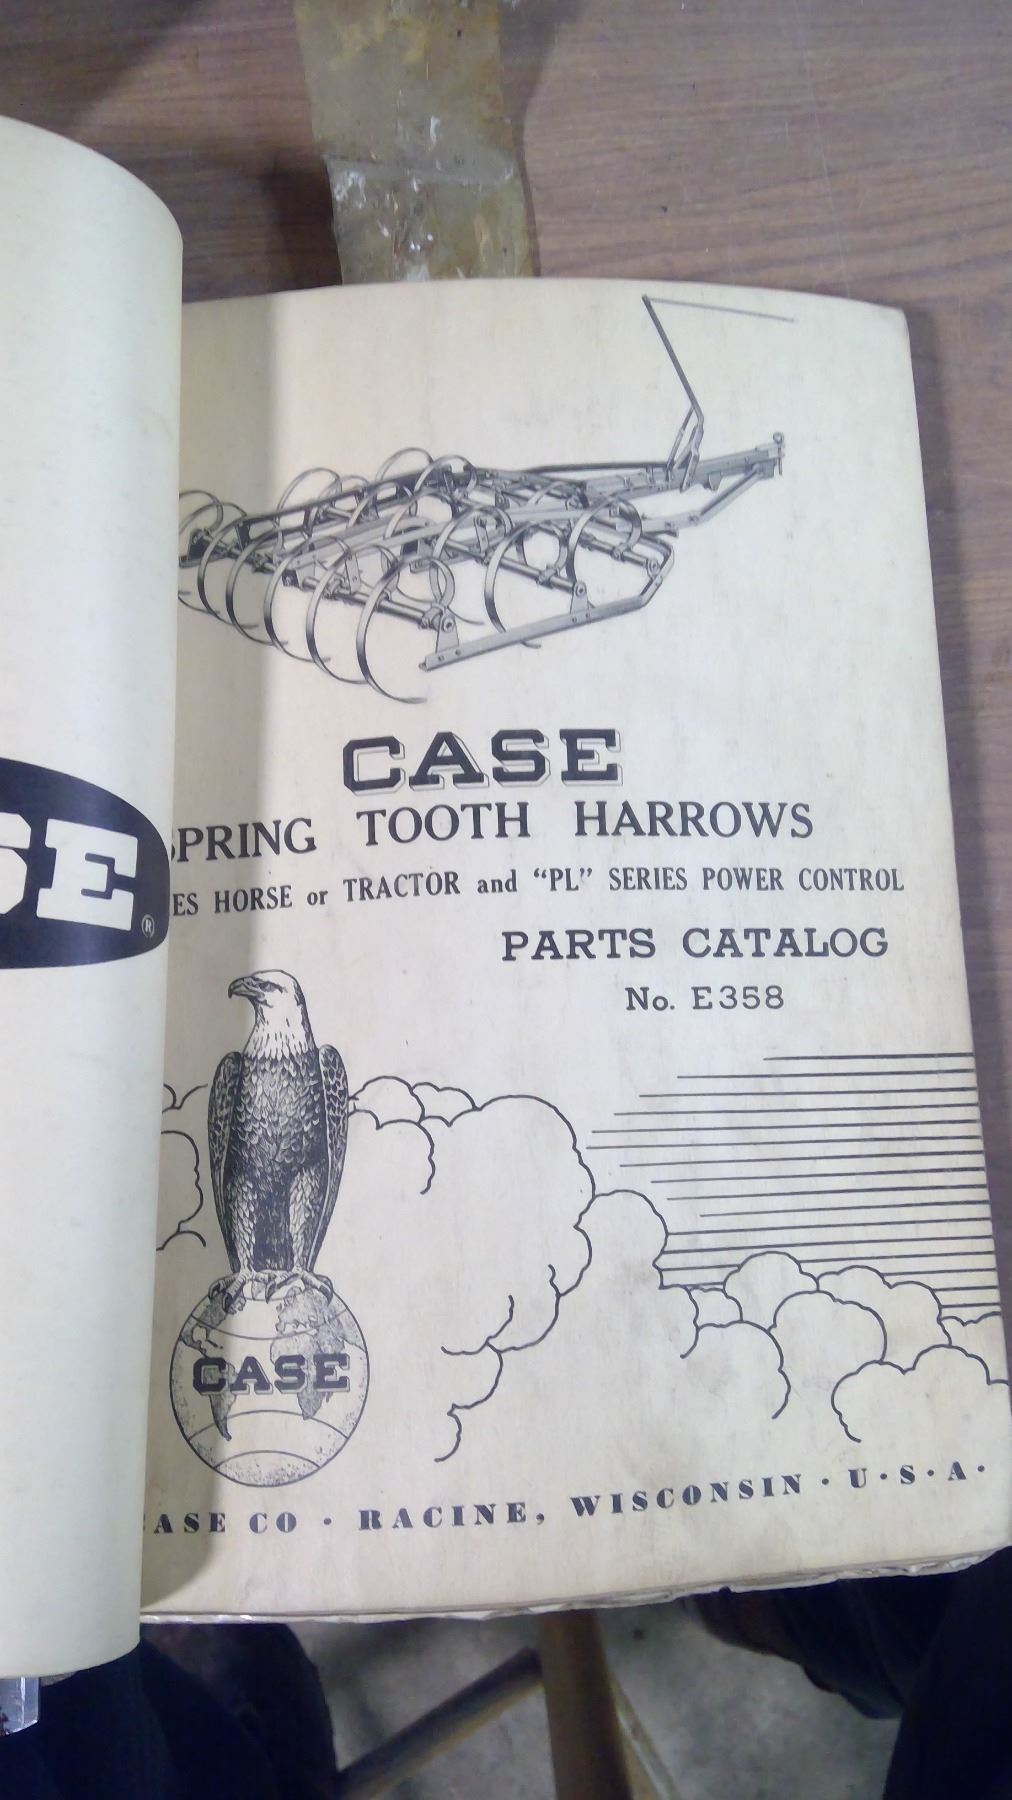 CASE
SPRING TOOTH HARROWS
ES HORSE or TRACTOR and “PL” SERIES POWER CONTROL
PARTS CATALOG
No. E358
SE®
CASE
ASE CO · RACINE, WISCONSIN · U·S·A·